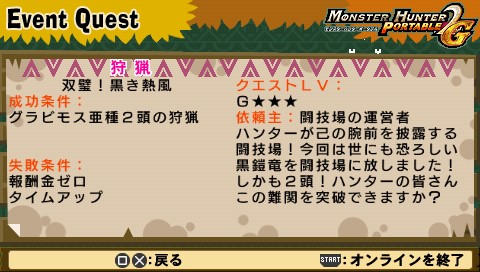 Event Quest
MONSTER HUNTER
PORTABLE 2nd G
狩猟
双璧！黒き熱風
成功条件：
グラビモス亜種２頭の狩猟
失敗条件：
報酬金ゼロ
タイムアップ
クエストＬＶ：
Ｇ★★★
依頼主：闘技場の運営者
ハンターが己の腕前を披露する
闘技場！今回は世にも恐ろしい
黒鎧竜を闘技場に放しました！
しかも２頭！ハンターの皆さん
この難関を突破できますか？
□×:戻る
START:オンラインを終了